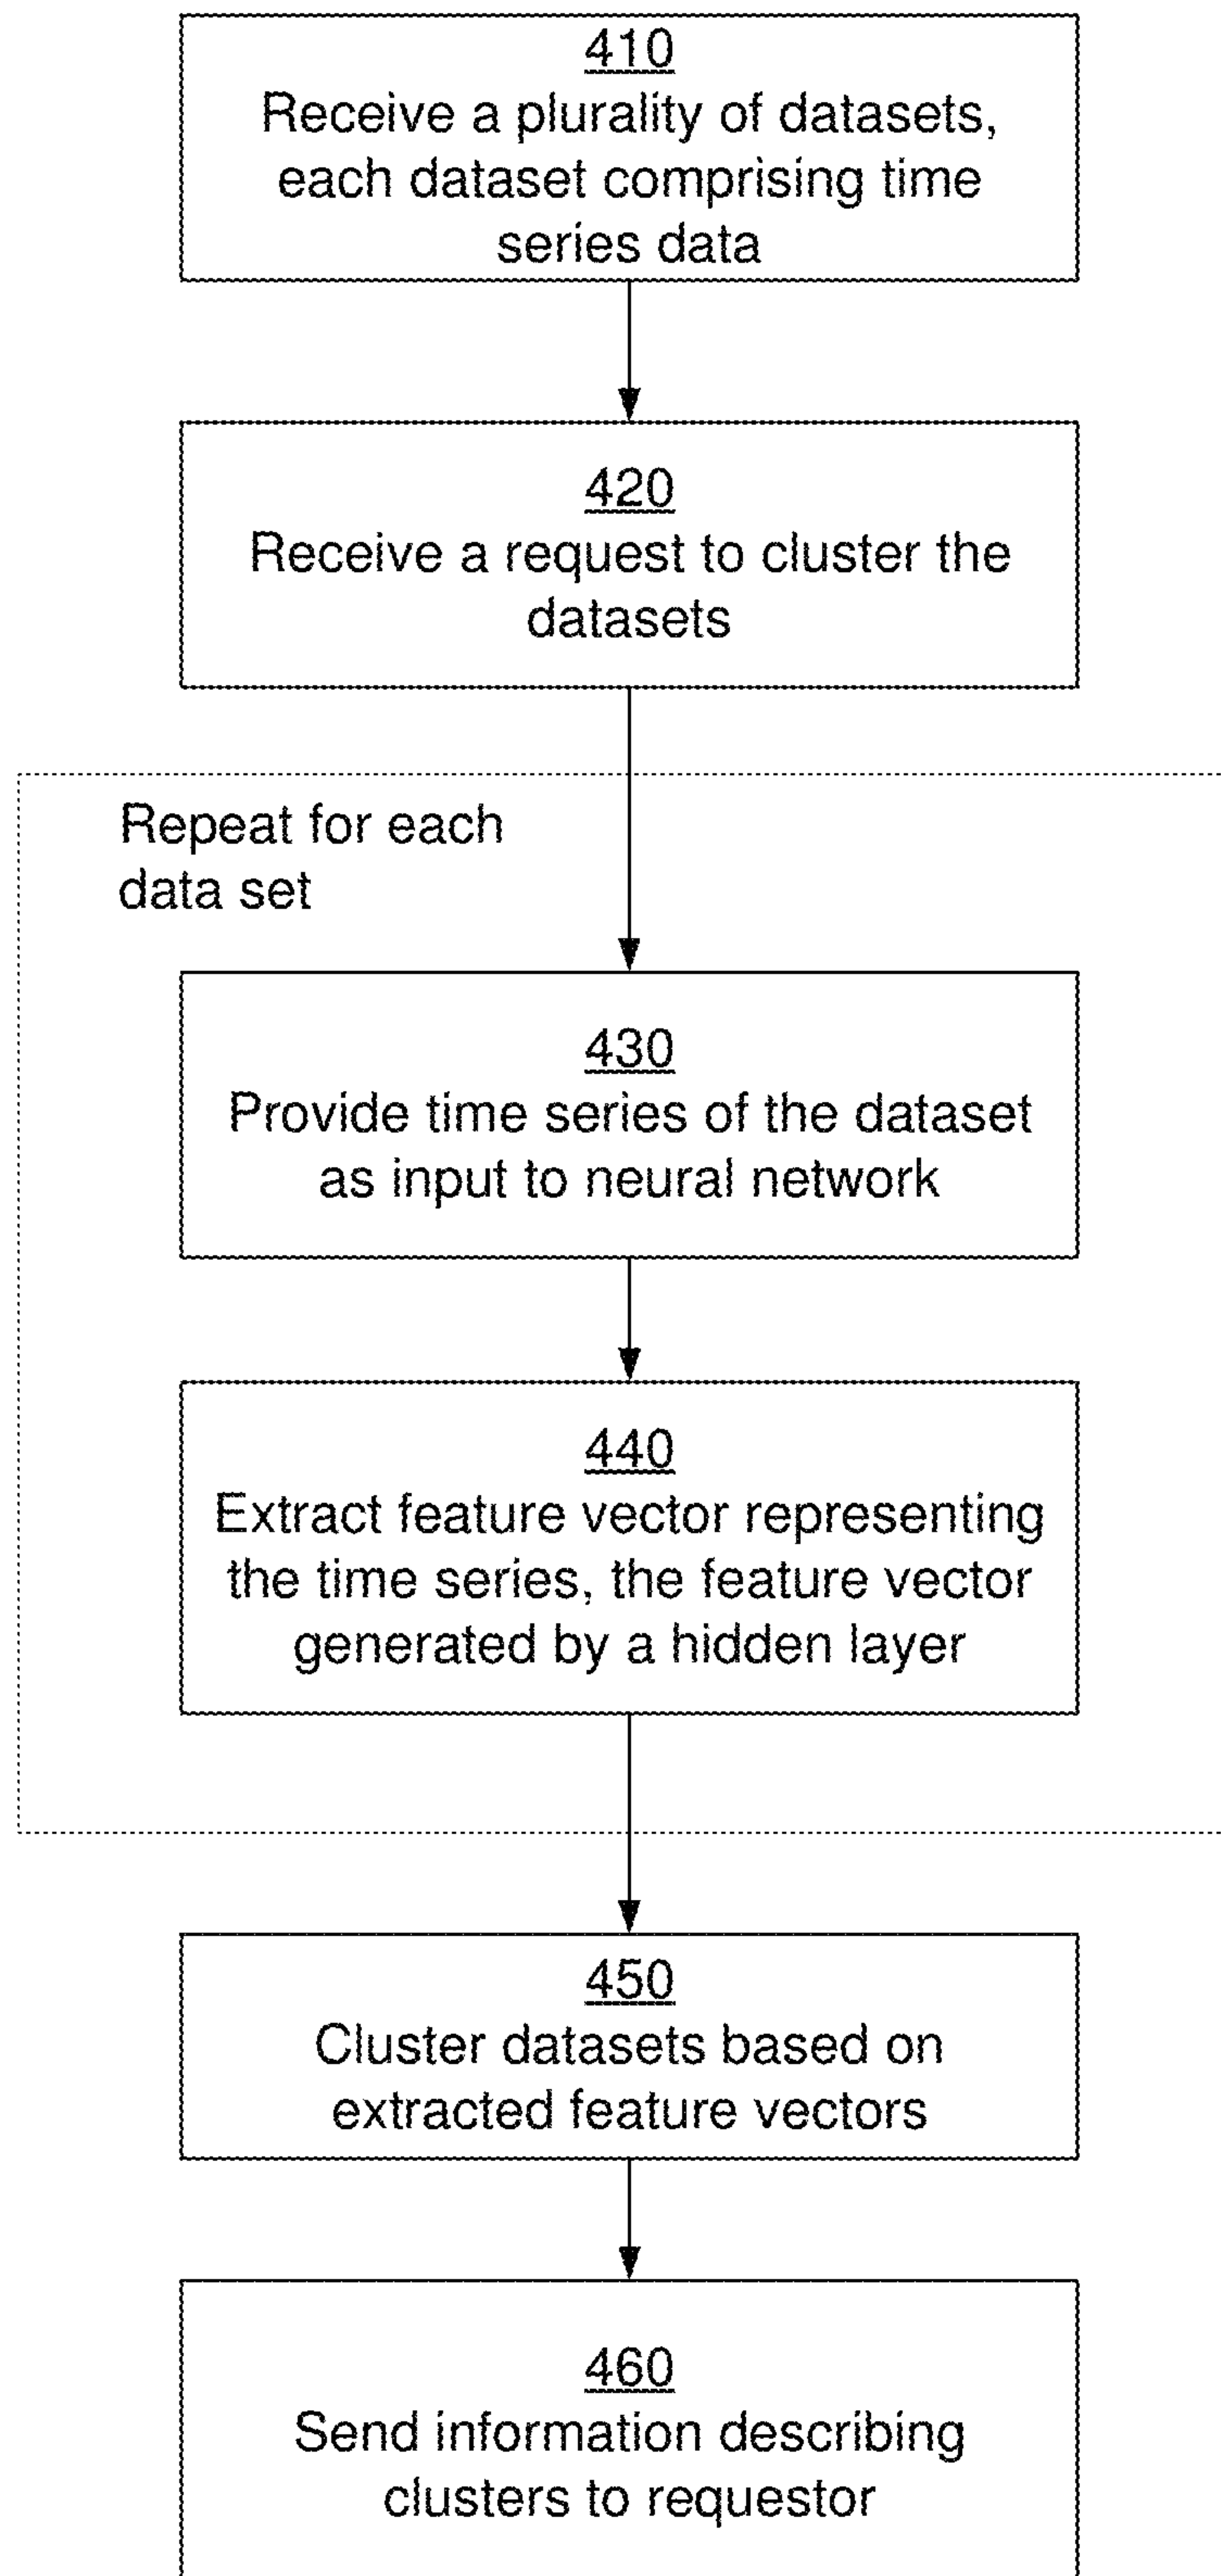 410
Receive a plurality of datasets,
each dataset comprising time
series data
420
Receive a request to cluster the
datasets
Repeat for each
data set
430
Provide time series of the dataset
as input to neural network
440
Extract feature vector representing
the time series, the feature vector
generated by a hidden layer
450
Cluster datasets based on
extracted feature vectors
460
Send information describing
clusters to requestor